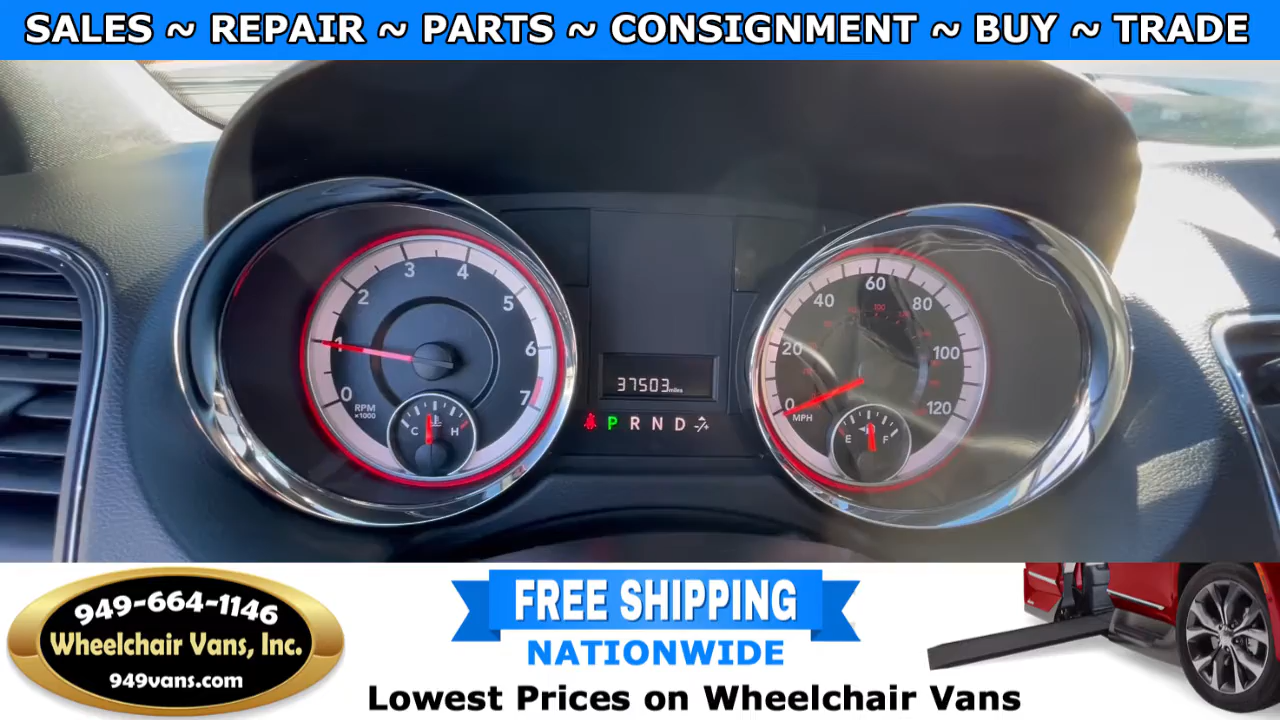 SALES ~ REPAIR ~ PARTS ~ CONSIGNMENT ~ BUY ~ TRADE
0
1
2
3
4
5
6
7
RPM
x1000
C H
37503 miles
P R N D
0
20
40
60
80
100
120
MPH
E F
949-664-1146
Wheelchair Vans, Inc.
949vans.com
FREE SHIPPING
NATIONWIDE
Lowest Prices on Wheelchair Vans